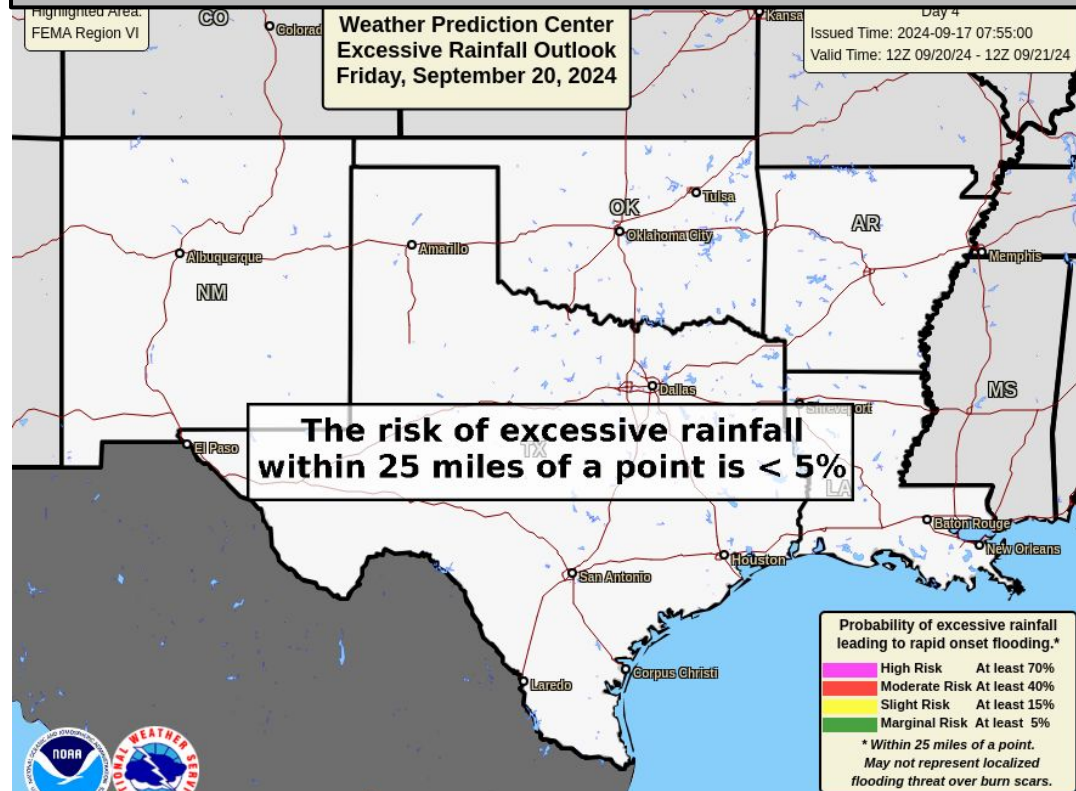 Highlighted Area:
FEMA Region VI
Weather Prediction Center
Excessive Rainfall Outlook
Friday, September 20, 2024
Day 4
Issued Time: 2024-09-17 07:55:00
Valid Time: 12Z 09/20/24 - 12Z 09/21/24
CO
Colorad
Kansa
Tulsa
OK
Oklahoma City
AR
Amarillo
Albuquerque
Memphis
NM
Dallas
MS
Shreveport
The risk of excessive rainfall
within 25 miles of a point is < 5%
El Paso
TX
LA
Baton Rouge
New Orleans
Houston
San Antonio
Corpus Christi
Laredo
Probability of excessive rainfall
leading to rapid onset flooding.*
High Risk At least 70%
Moderate Risk At least 40%
Slight Risk At least 15%
Marginal Risk At least 5%
* Within 25 miles of a point.
May not represent localized
flooding threat over burn scars.
NOAA